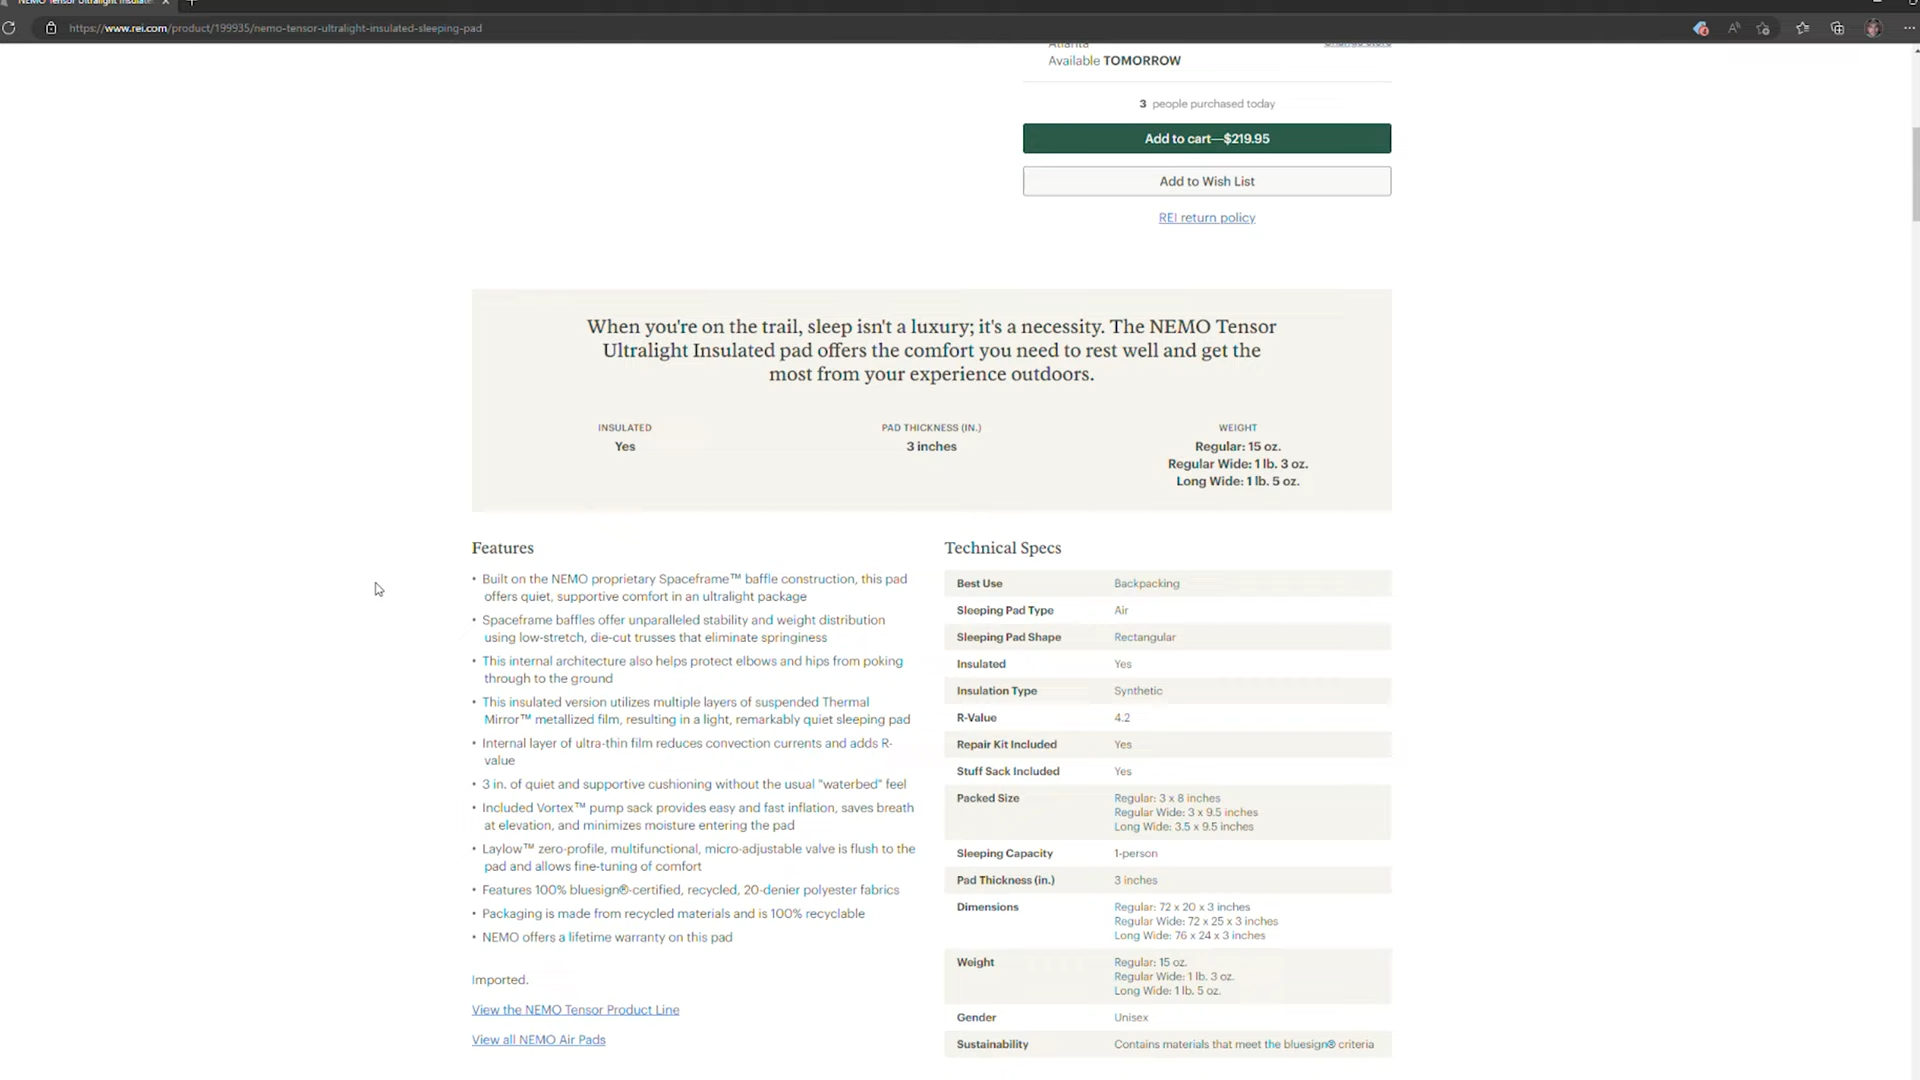 NEMO Tensor Ultralight Insulate
https://www.rei.com/product/199935/nemo-tensor-ultralight-insulated-sleeping-pad
Atlanta
Change store
Available TOMORROW
3 people purchased today
Add to cart—$219.95
Add to Wish List
REI return policy
When you're on the trail, sleep isn't a luxury; it's a necessity. The NEMO Tensor
Ultralight Insulated pad offers the comfort you need to rest well and get the
most from your experience outdoors.
INSULATED
Yes
PAD THICKNESS (IN.)
3 inches
WEIGHT
Regular: 15 oz.
Regular Wide: 1 lb. 3 oz.
Long Wide: 1 lb. 5 oz.
Features
• Built on the NEMO proprietary Spaceframe™ baffle construction, this pad
offers quiet, supportive comfort in an ultralight package
• Spaceframe baffles offer unparalleled stability and weight distribution
using low-stretch, die-cut trusses that eliminate springiness
• This internal architecture also helps protect elbows and hips from poking
through to the ground
• This insulated version utilizes multiple layers of suspended Thermal
Mirror™ metallized film, resulting in a light, remarkably quiet sleeping pad
• Internal layer of ultra-thin film reduces convection currents and adds R-
value
• 3 in. of quiet and supportive cushioning without the usual "waterbed" feel
• Included Vortex™ pump sack provides easy and fast inflation, saves breath
at elevation, and minimizes moisture entering the pad
• Laylow™ zero-profile, multifunctional, micro-adjustable valve is flush to the
pad and allows fine-tuning of comfort
• Features 100% bluesign®-certified, recycled, 20-denier polyester fabrics
• Packaging is made from recycled materials and is 100% recyclable
• NEMO offers a lifetime warranty on this pad
Imported.
View the NEMO Tensor Product Line
View all NEMO Air Pads
Technical Specs
Best Use Backpacking
Sleeping Pad Type Air
Sleeping Pad Shape Rectangular
Insulated Yes
Insulation Type Synthetic
R-Value 4.2
Repair Kit Included Yes
Stuff Sack Included Yes
Packed Size Regular: 3 x 8 inches
Regular Wide: 3 x 9.5 inches
Long Wide: 3.5 x 9.5 inches
Sleeping Capacity 1-person
Pad Thickness (in.) 3 inches
Dimensions Regular: 72 x 20 x 3 inches
Regular Wide: 72 x 25 x 3 inches
Long Wide: 76 x 24 x 3 inches
Weight Regular: 15 oz.
Regular Wide: 1 lb. 3 oz.
Long Wide: 1 lb. 5 oz.
Gender Unisex
Sustainability Contains materials that meet the bluesign® criteria